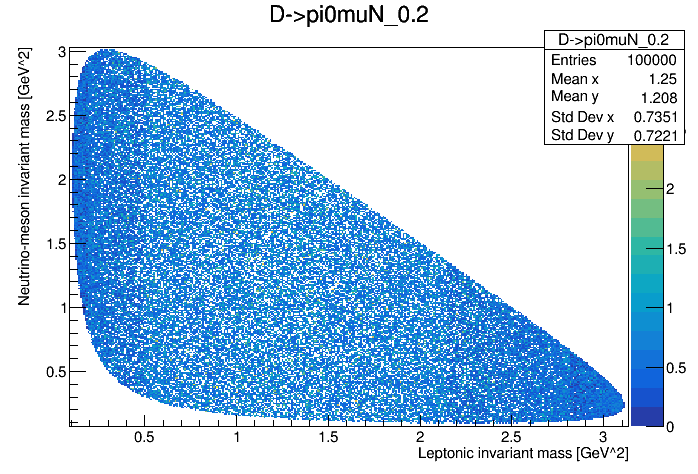 D->pi0muN_0.2
D->pi0muN_0.2
Entries 100000
Mean x 1.25
Mean y 1.208
Std Dev x 0.7351
Std Dev y 0.7221
Neutrino-meson invariant mass [GeV^2]
3
2.5
2
1.5
1
0.5
0.5 1 1.5 2 2.5 3
Leptonic invariant mass [GeV^2]
2
1.5
1
0.5
0